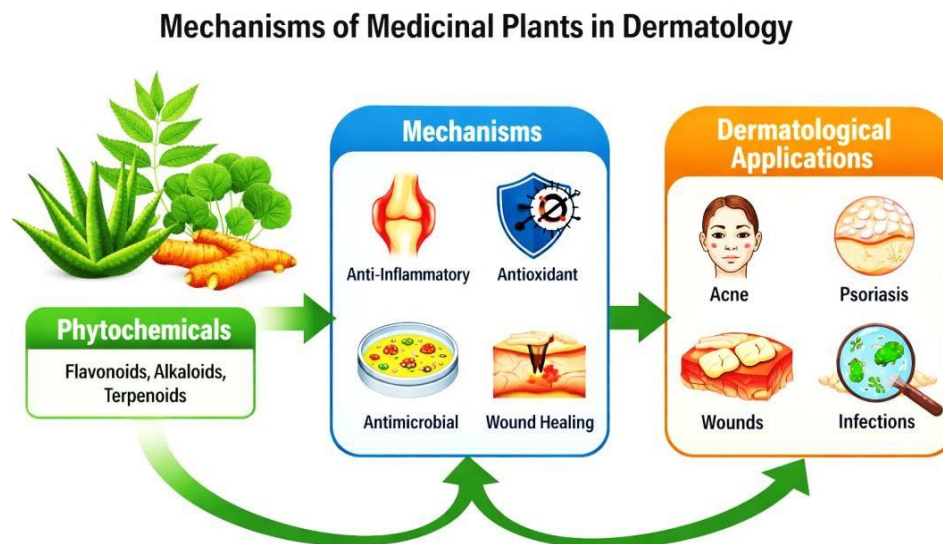 Mechanisms of Medicinal Plants in Dermatology
Phytochemicals
Flavonoids, Alkaloids,
Terpenoids
Mechanisms
Anti-Inflammatory
Antioxidant
Antimicrobial
Wound Healing
Dermatological
Applications
Acne
Psoriasis
Wounds
Infections